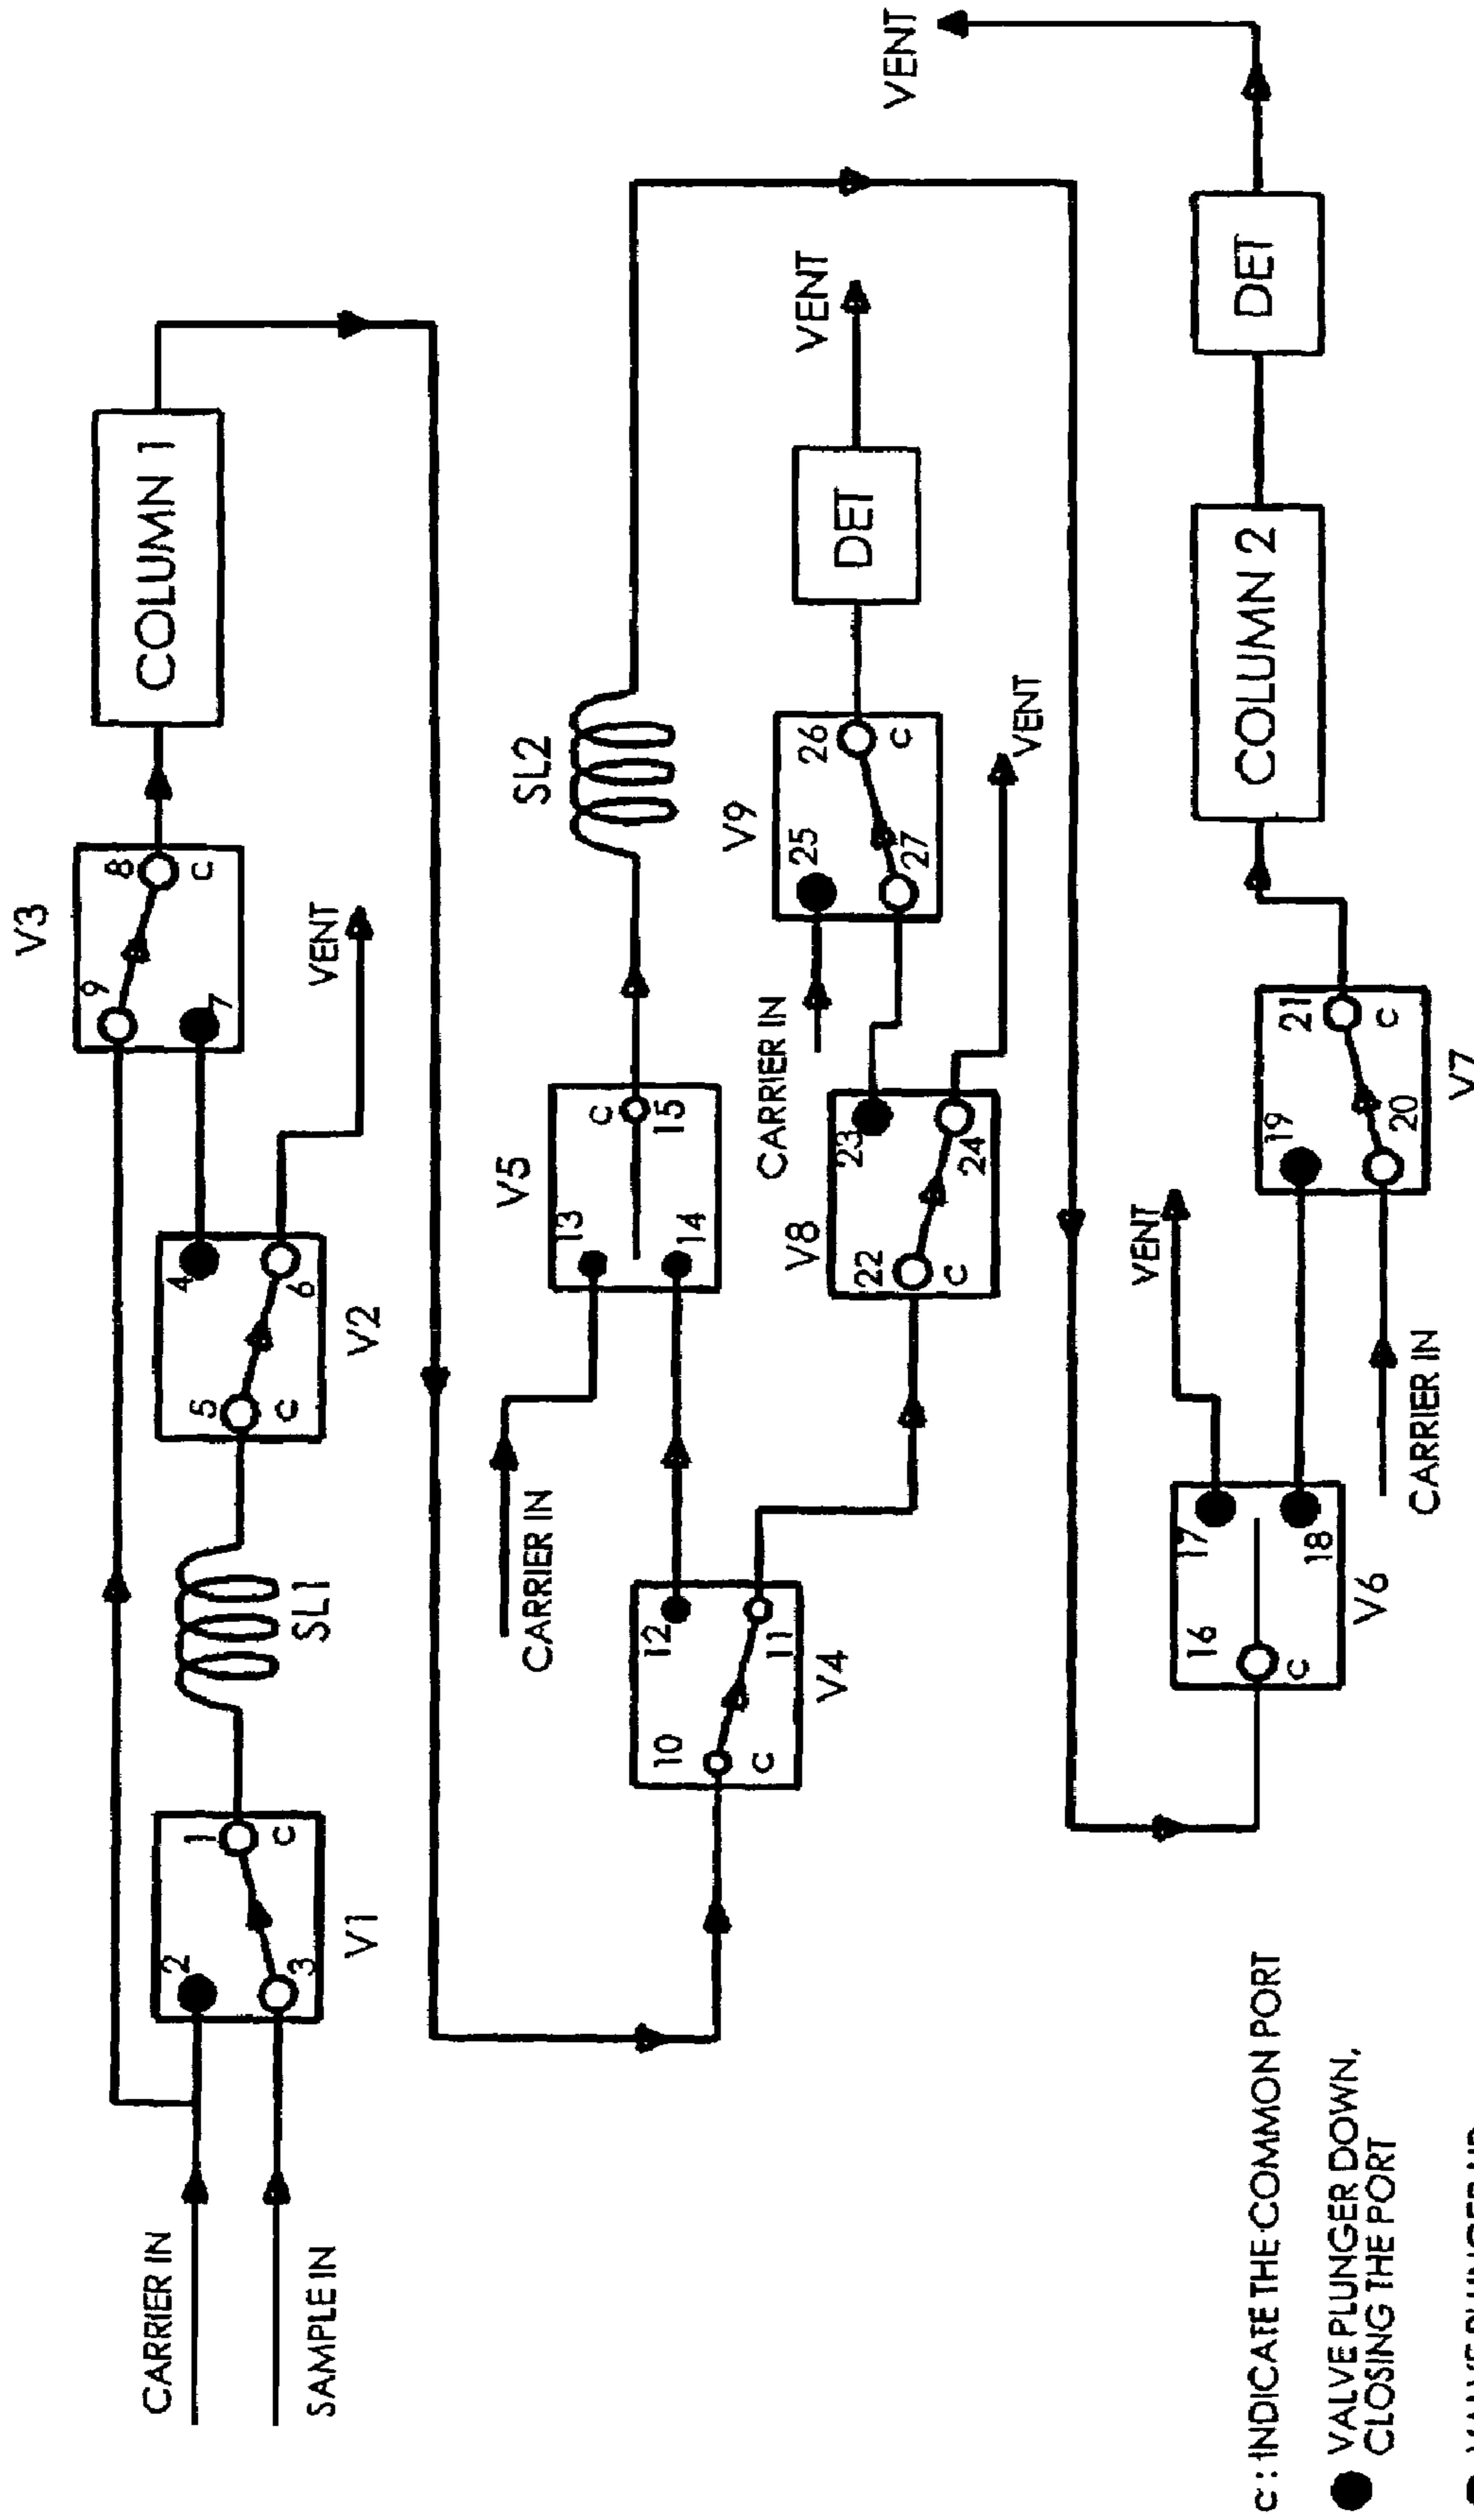 V3
9
8
7
C
COLUMN 1
CARRIER IN
SAMPLE IN
2
1
3
C
V1
SL1
5
4
C
6
V2
VENT
V5
13
C
14
15
SL2
CARRIER IN
12
10
11
C
V4
V9
25
26
27
C
DET
VENT
CARRIER IN
V8
23
22
24
C
VENT
VENT
VENT
17
16
18
C
V6
CARRIER IN
19
21
20
C
V7
COLUMN 2
DET
C : INDICATE THE COMMON PORT
VALVE PLUNGER DOWN,
CLOSING THE PORT